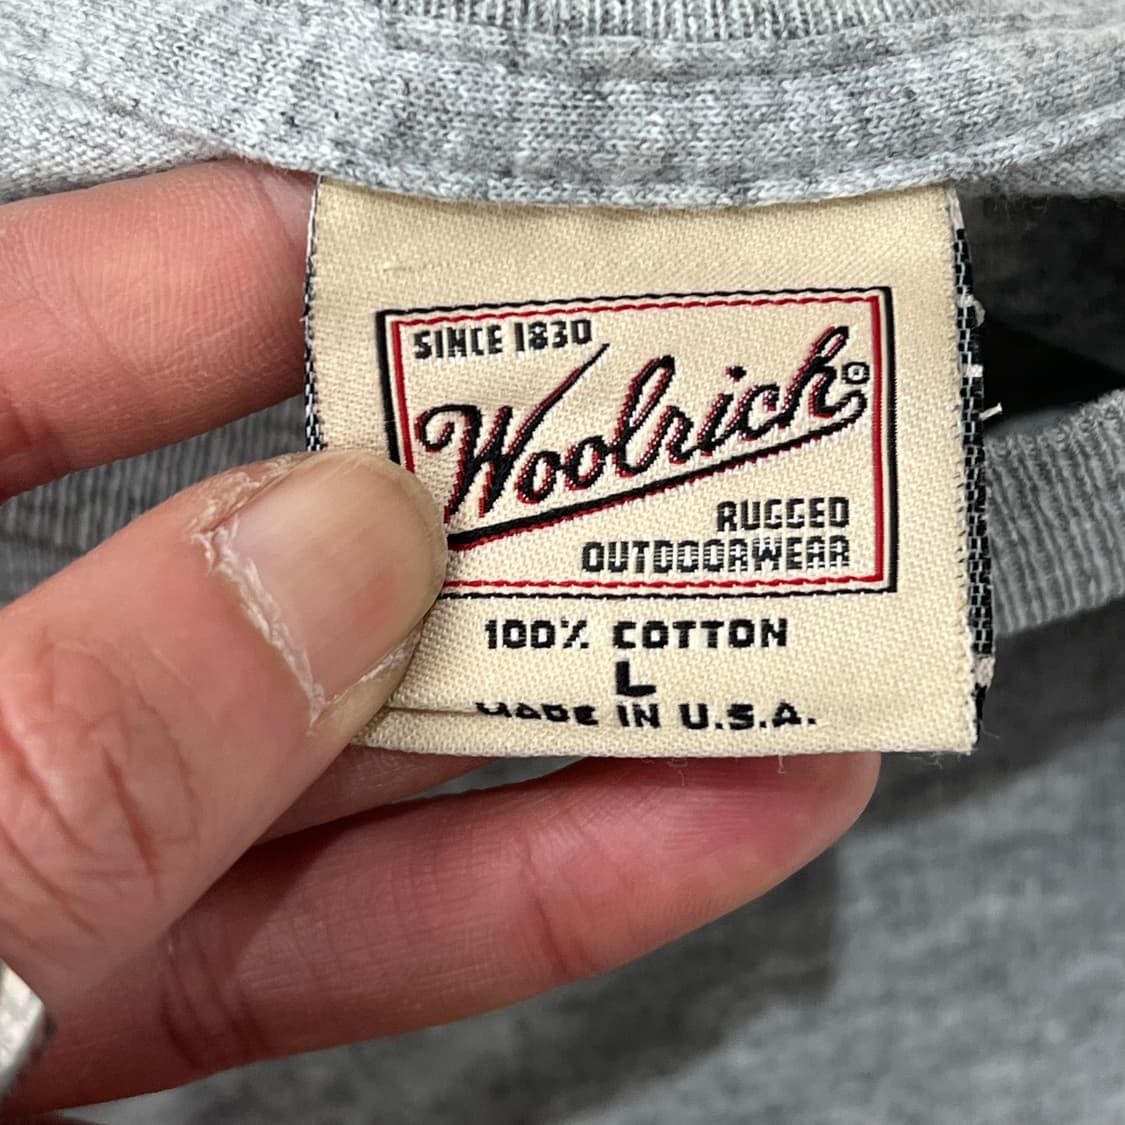 SINCE 1830
Woolrich®
RUGGED
OUTDOORWEAR
100% COTTON
L
MADE IN U.S.A.